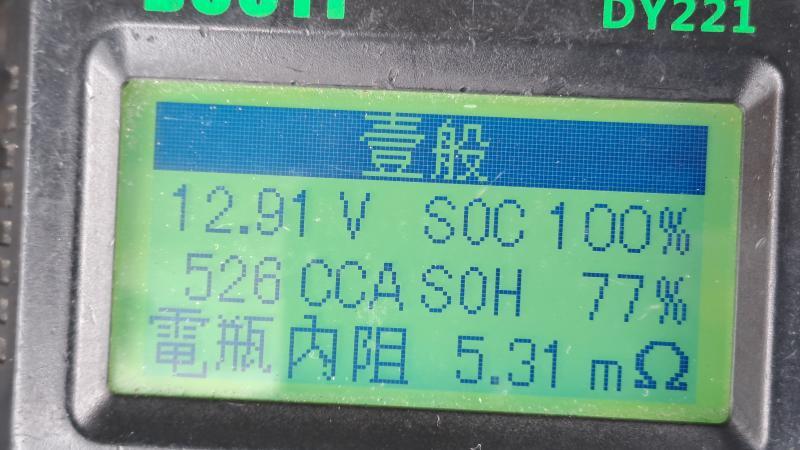 DY221
壹般
12.91 V SOC 100%
526 CCA SOH 77%
電瓶內阻 5.31 mΩ